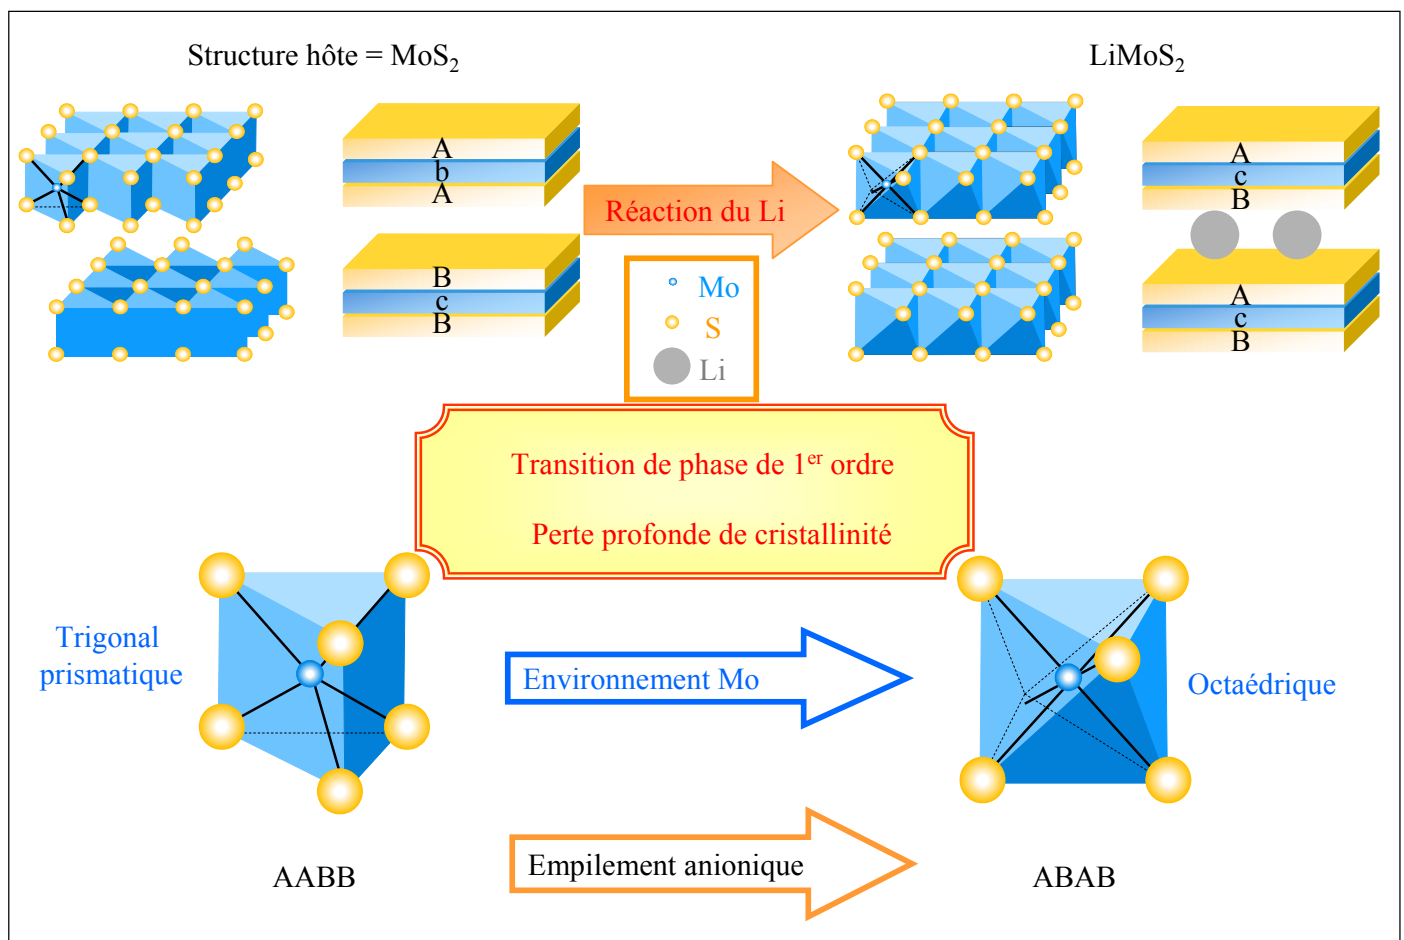 Structure hôte = MoS₂
LiMoS₂
A
b
A
B
c
B
Réaction du Li
A
c
B
A
c
B
Mo
S
Li
Transition de phase de 1ᵉʳ ordre
Perte profonde de cristallinité
Trigonal
prismatique
Environnement Mo
Octaédrique
AABB
Empilement anionique
ABAB